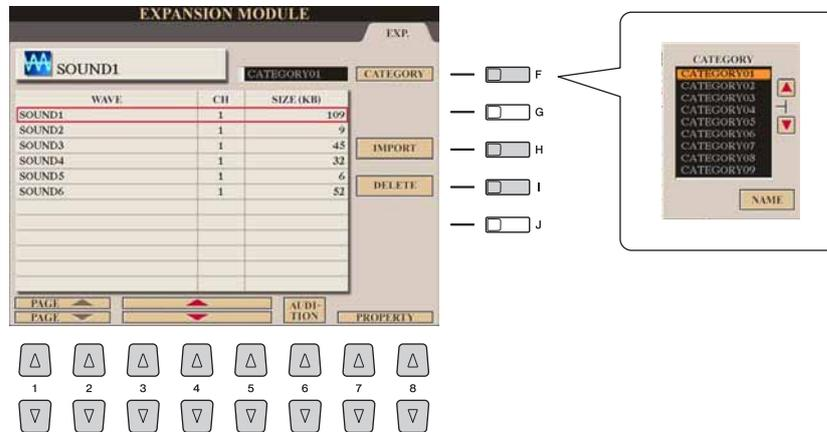 EXPANSION MODULE
EXP.
SOUND1
CATEGORY01
CATEGORY
WAVE CH SIZE (KB)
SOUND1 1 109
SOUND2 1 9
SOUND3 1 45
SOUND4 1 32
SOUND5 1 6
SOUND6 1 52
IMPORT
DELETE
PAGE
PAGE
AUDI-
TION
PROPERTY
F
G
H
I
J
CATEGORY
CATEGORY01
CATEGORY02
CATEGORY03
CATEGORY04
CATEGORY05
CATEGORY06
CATEGORY07
CATEGORY08
CATEGORY09
NAME
1 2 3 4 5 6 7 8